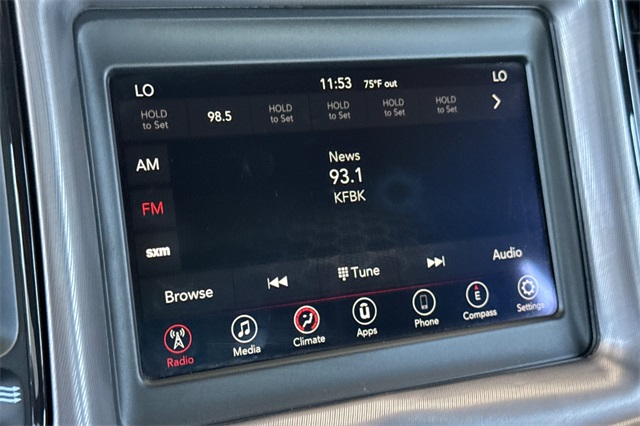 LO 11:53 75°F out LO
HOLD to Set 98.5 HOLD to Set HOLD to Set HOLD to Set HOLD to Set
AM
News
93.1
FM
KFBK
sxm
Browse Tune Audio
Radio Media Climate Apps Phone E Compass Settings